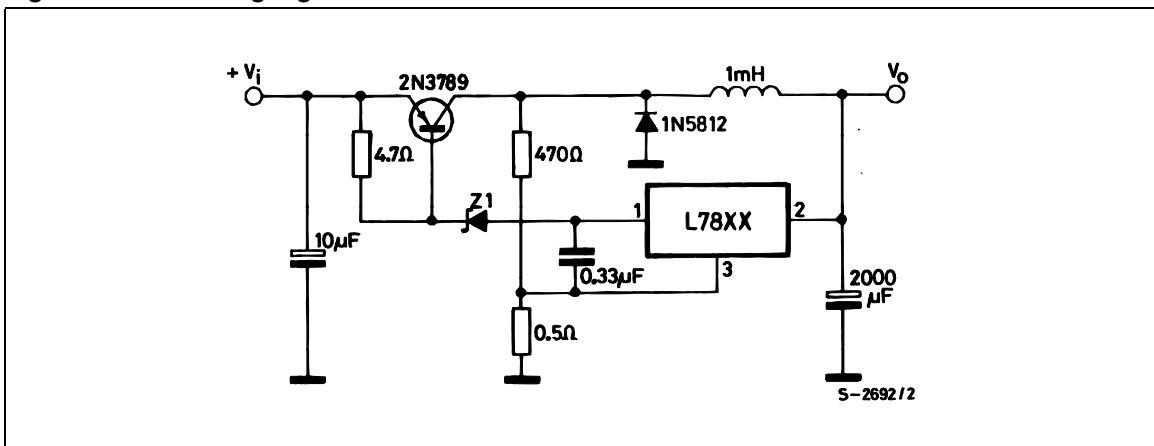 + Vi
2N3789
1mH
Vo
4.7Ω
470Ω
1N5812
Z1
1
L78XX
2
10µF
0.33µF
3
2000
µF
0.5Ω
S-2692/2